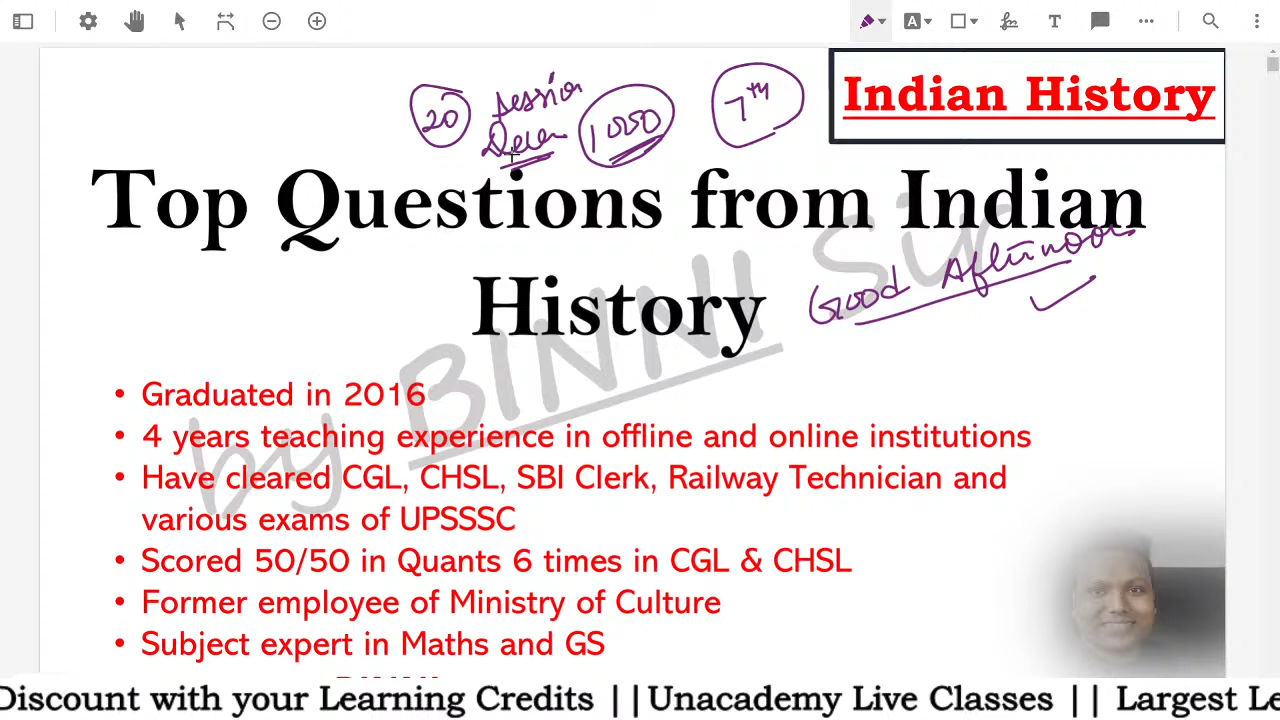 Indian History
20 session 1000 7th
Top Questions from Indian
History
Good Afternoon
by BINNI Sir
• Graduated in 2016
• 4 years teaching experience in offline and online institutions
• Have cleared CGL, CHSL, SBI Clerk, Railway Technician and
various exams of UPSSSC
• Scored 50/50 in Quants 6 times in CGL & CHSL
• Former employee of Ministry of Culture
• Subject expert in Maths and GS
Discount with your Learning Credits ||Unacademy Live Classes || Largest Le